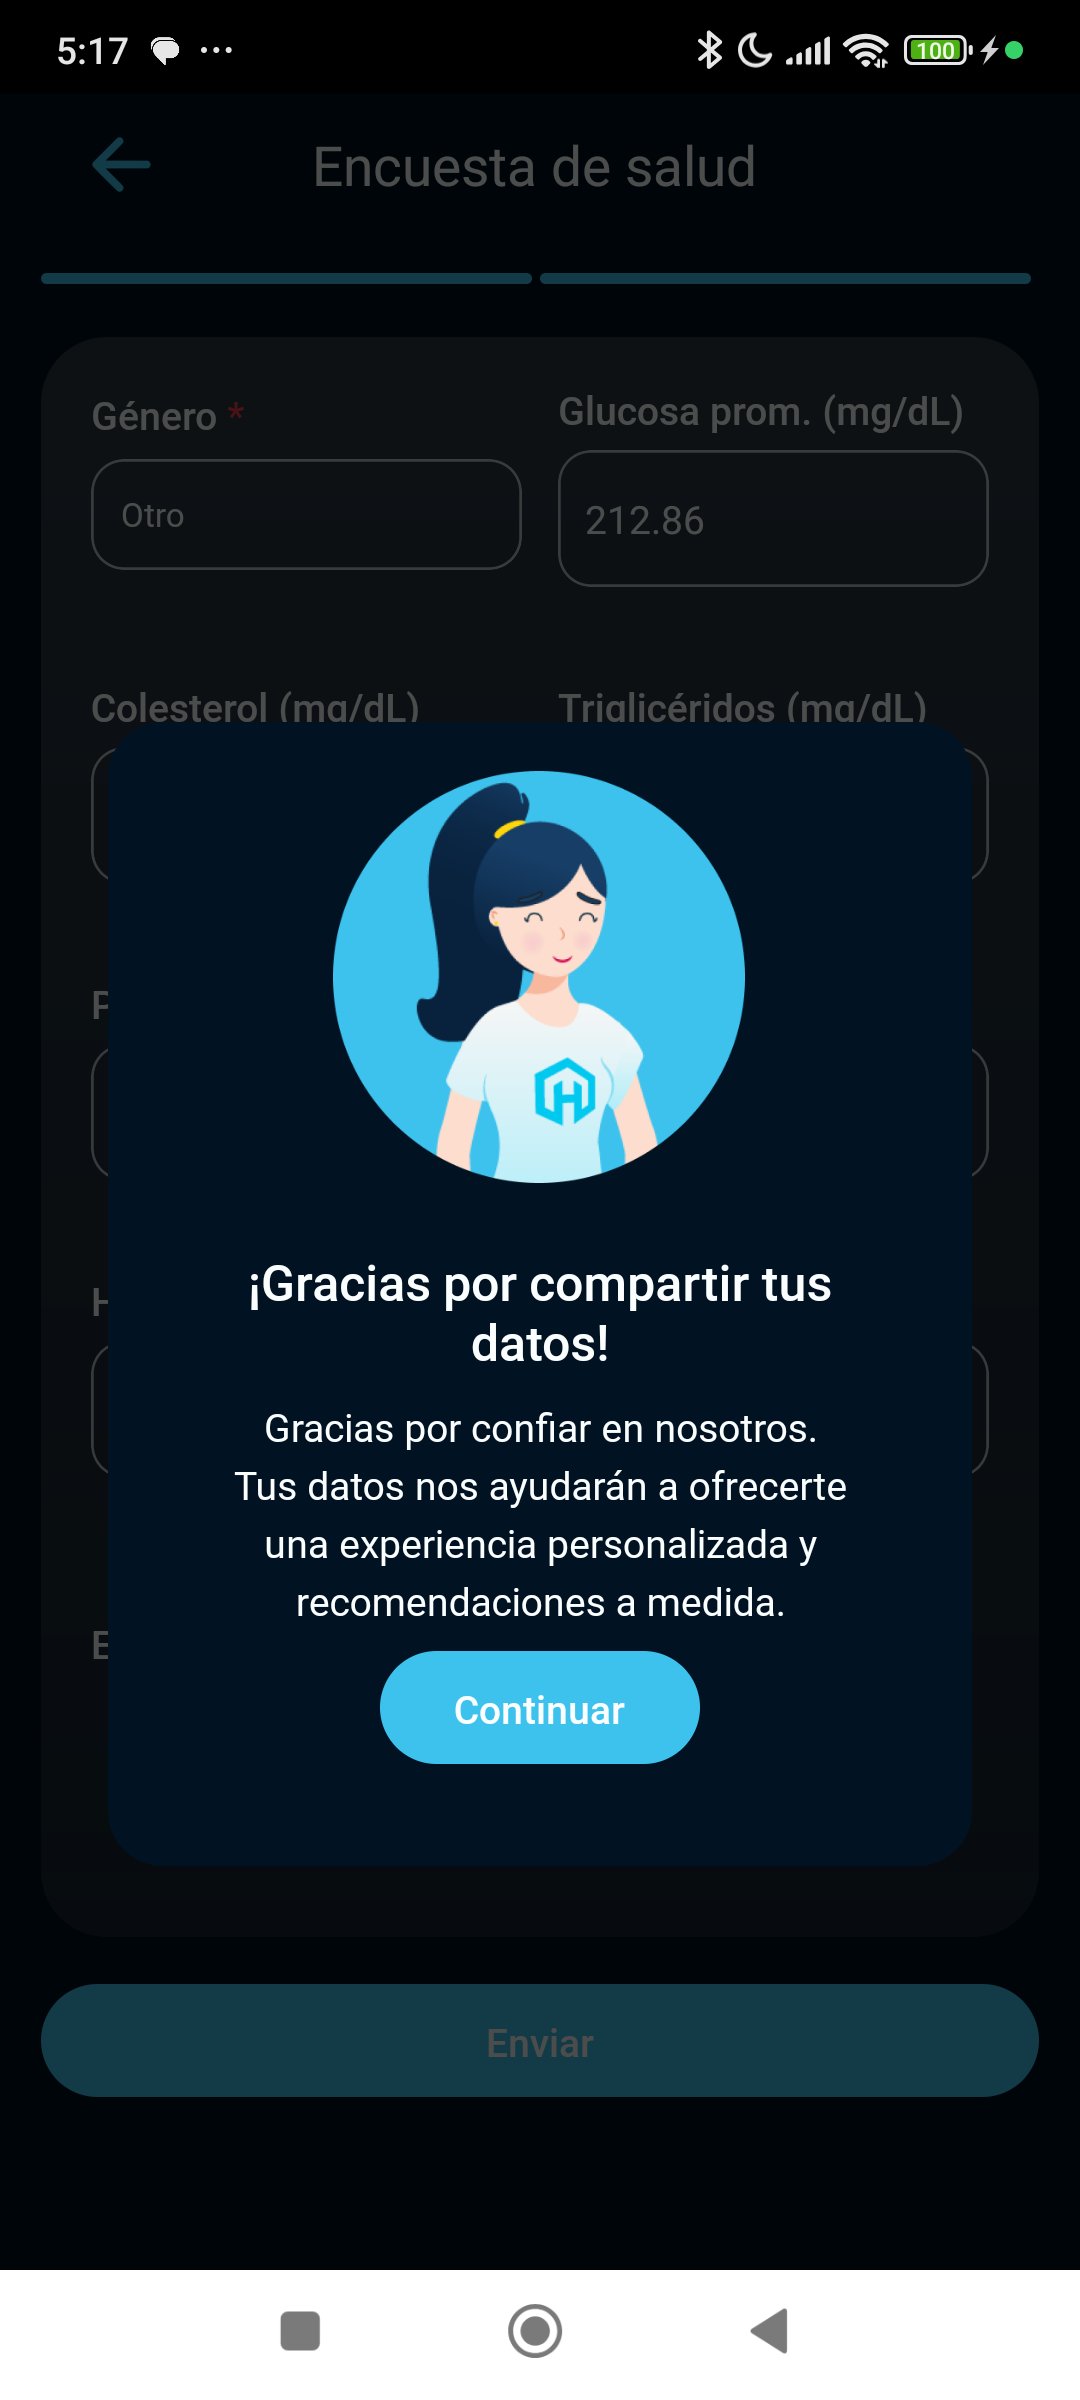 5:17
100
Encuesta de salud
Género *
Glucosa prom. (mg/dL)
Otro
212.86
Colesterol (mg/dL)
Triglicéridos (mg/dL)
P
H
E
¡Gracias por compartir tus
datos!
Gracias por confiar en nosotros.
Tus datos nos ayudarán a ofrecerte
una experiencia personalizada y
recomendaciones a medida.
Continuar
Enviar